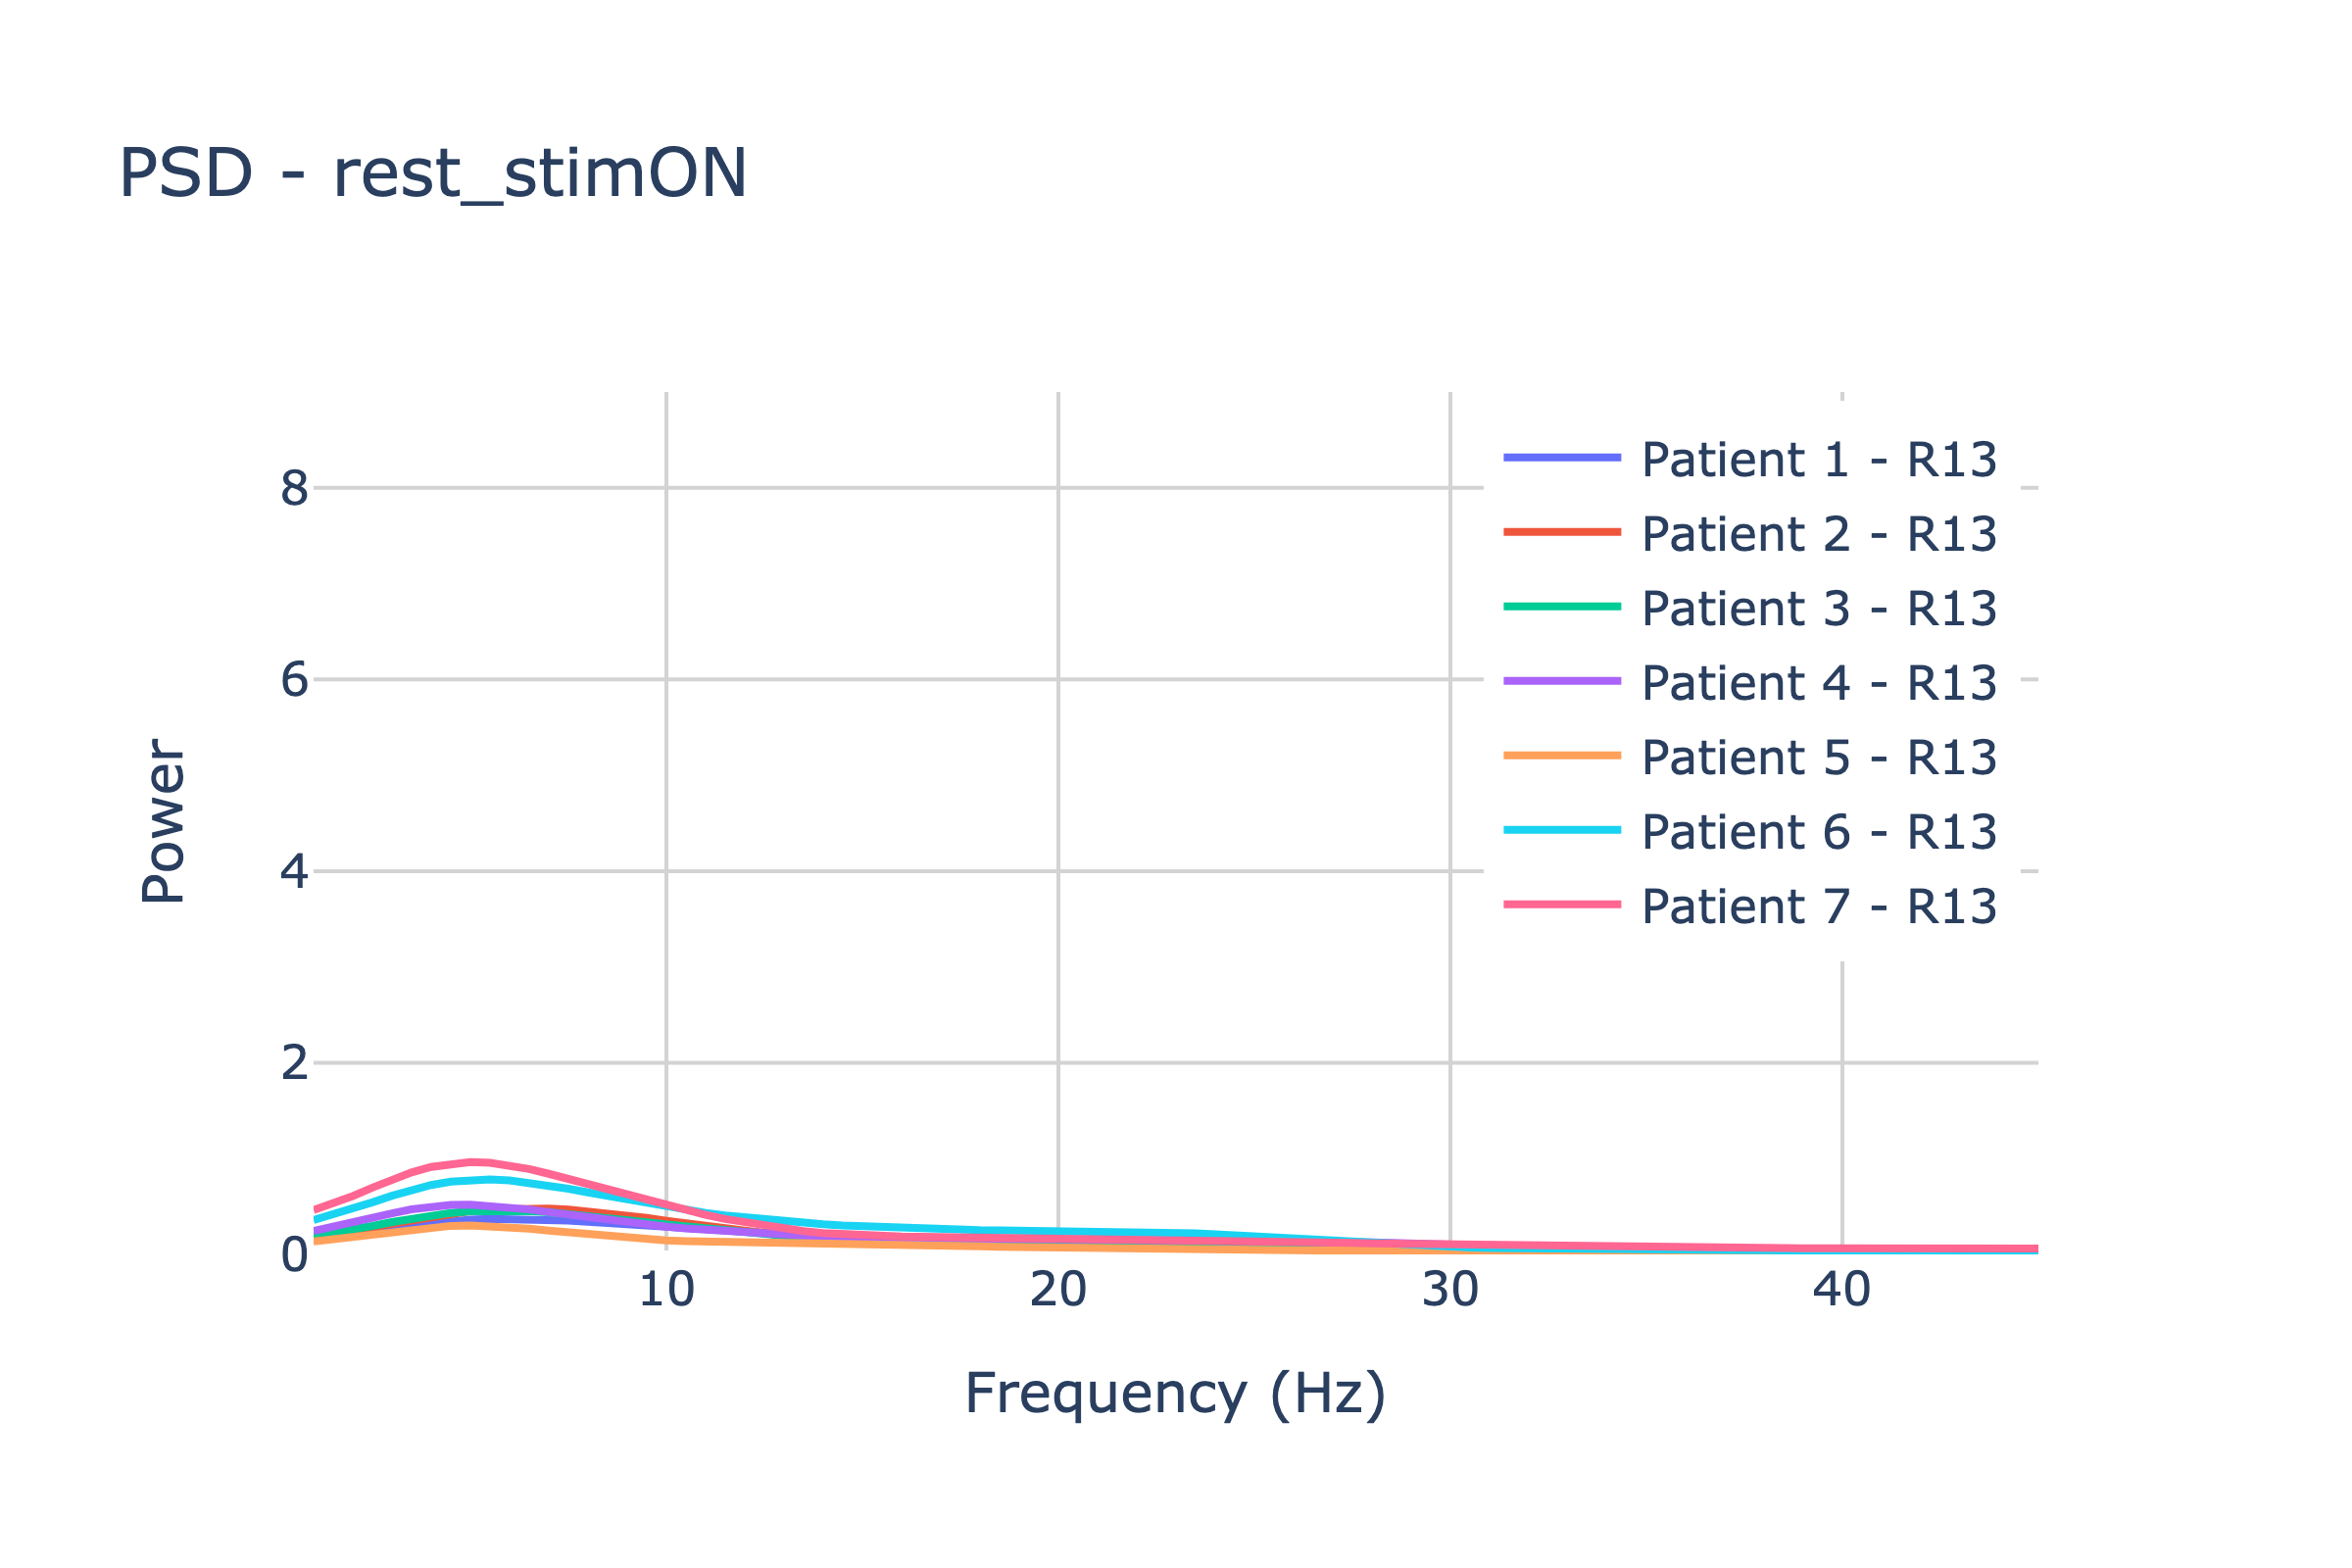 PSD - rest_stimON
8
6
4
2
0
Power
10 20 30 40
Frequency (Hz)
Patient 1 - R13
Patient 2 - R13
Patient 3 - R13
Patient 4 - R13
Patient 5 - R13
Patient 6 - R13
Patient 7 - R13